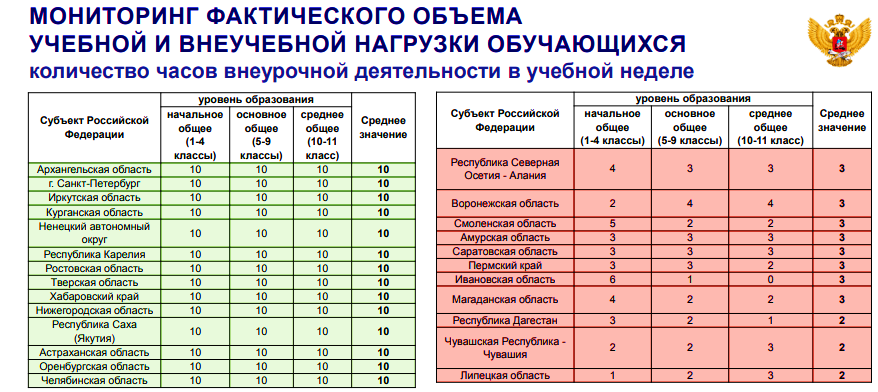 МОНИТОРИНГ ФАКТИЧЕСКОГО ОБЪЕМА
УЧЕБНОЙ И ВНЕУЧЕБНОЙ НАГРУЗКИ ОБУЧАЮЩИХСЯ
количество часов внеурочной деятельности в учебной неделе
Субъект Российской Федерации
уровень образования
начальное общее (1-4 классы)
основное общее (5-9 классы)
среднее общее (10-11 класс)
Среднее значение
Архангельская область 10 10 10 10
г. Санкт-Петербург 10 10 10 10
Иркутская область 10 10 10 10
Курганская область 10 10 10 10
Ненецкий автономный округ 10 10 10 10
Республика Карелия 10 10 10 10
Ростовская область 10 10 10 10
Тверская область 10 10 10 10
Хабаровский край 10 10 10 10
Нижегородская область 10 10 10 10
Республика Саха (Якутия) 10 10 10 10
Астраханская область 10 10 10 10
Оренбургская область 10 10 10 10
Челябинская область 10 10 10 10
Субъект Российской Федерации
уровень образования
начальное общее (1-4 классы)
основное общее (5-9 классы)
среднее общее (10-11 класс)
Среднее значение
Республика Северная Осетия - Алания 4 3 3 3
Воронежская область 2 4 4 3
Смоленская область 5 2 2 3
Амурская область 3 3 3 3
Саратовская область 3 3 3 3
Пермский край 3 3 2 3
Ивановская область 6 1 0 3
Магаданская область 4 2 2 3
Республика Дагестан 3 2 1 2
Чувашская Республика - Чувашия 2 2 3 2
Липецкая область 1 2 3 2